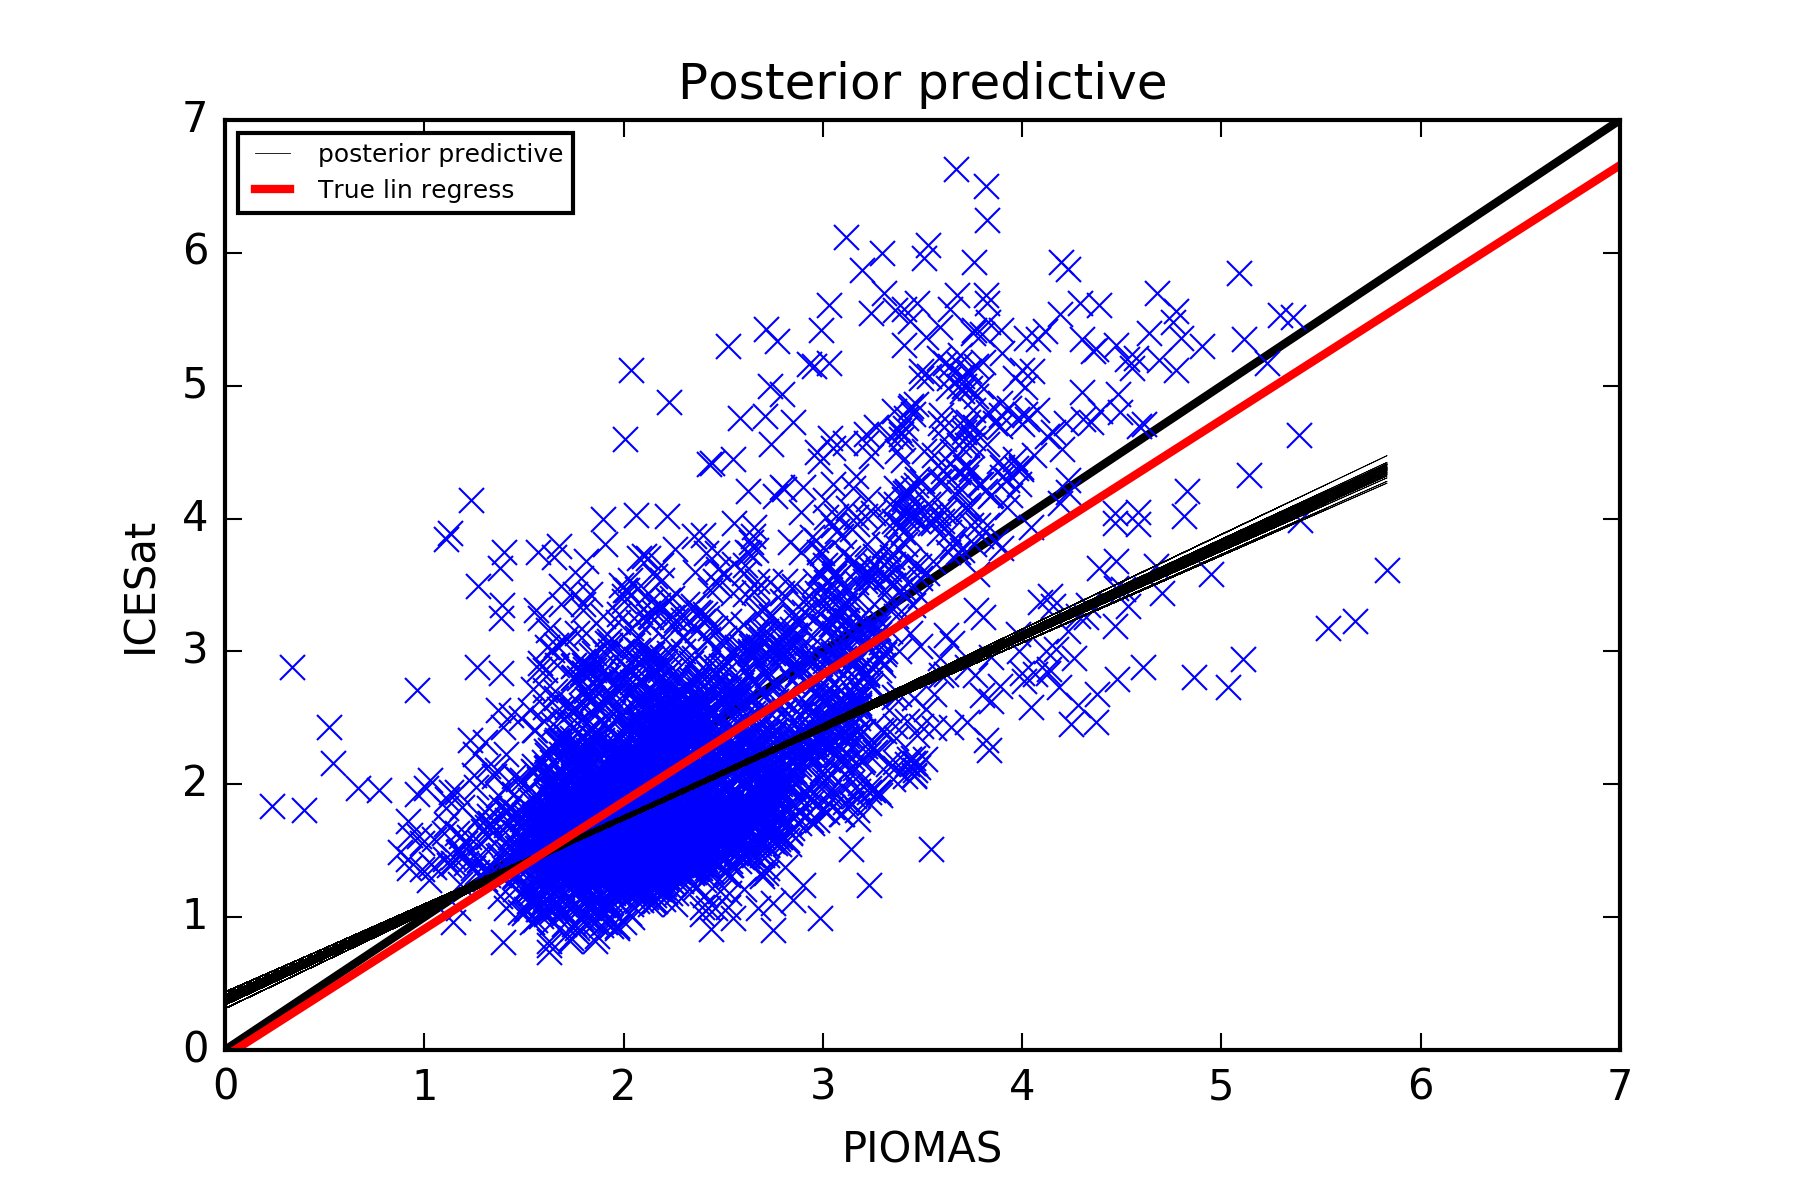 Posterior predictive
posterior predictive
True lin regress
7
6
5
4
3
2
1
0
ICESat
0 1 2 3 4 5 6 7
PIOMAS